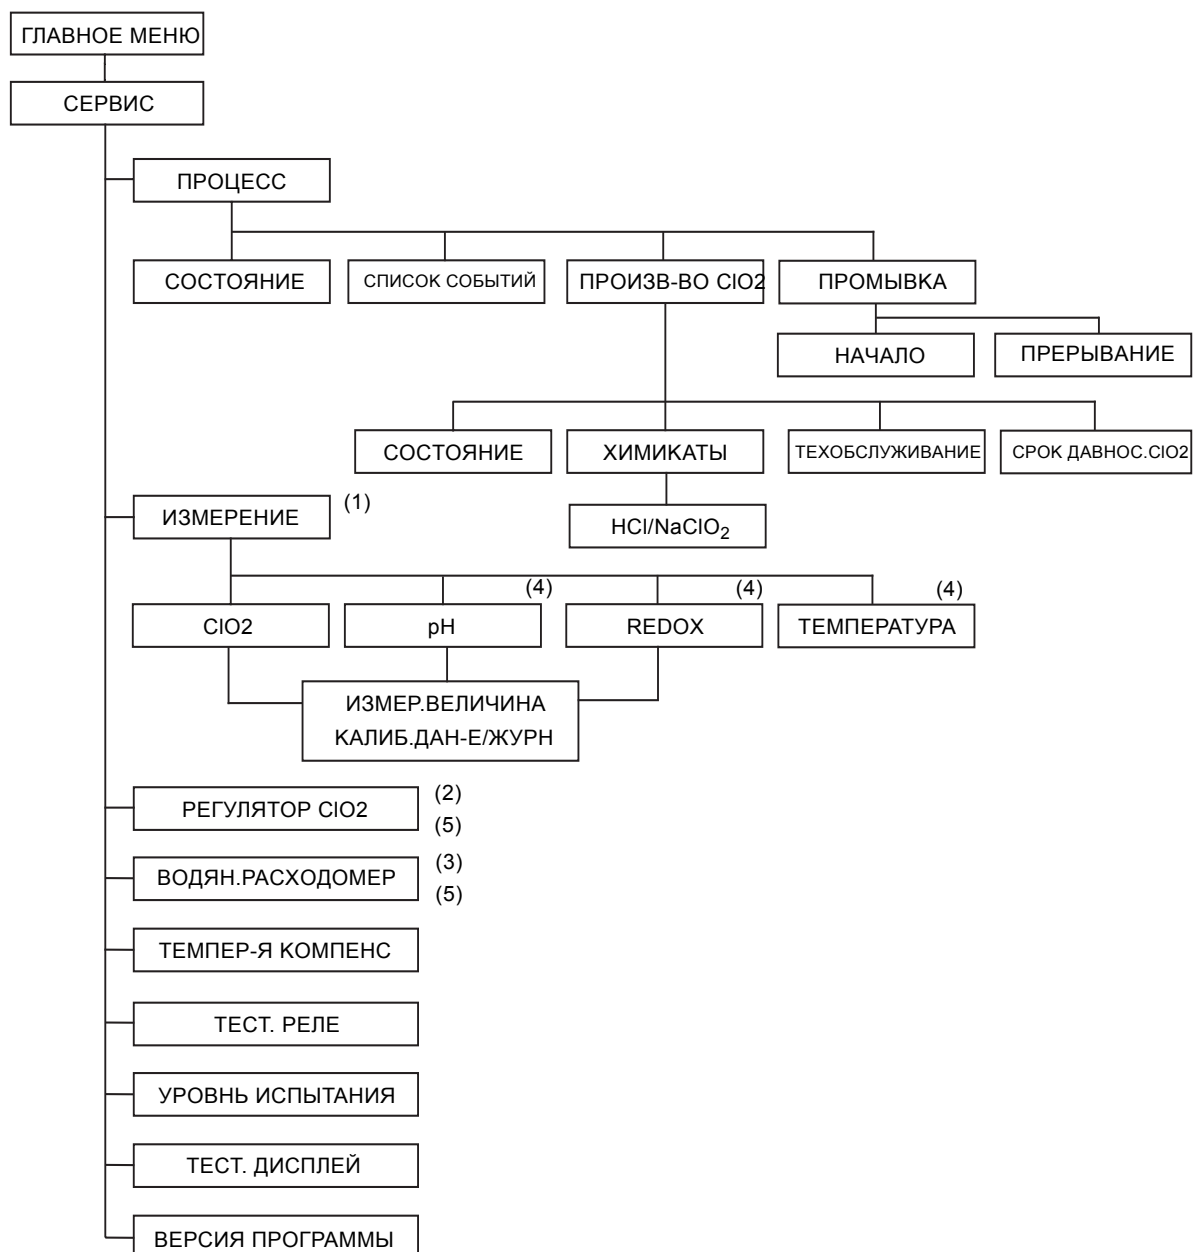 ГЛАВНОЕ МЕНЮ
СЕРВИС
ПРОЦЕСС
СОСТОЯНИЕ
СПИСОК СОБЫТИЙ
ПРОИЗВ-ВО ClO2
ПРОМЫВКА
НАЧАЛО
ПРЕРЫВАНИЕ
СОСТОЯНИЕ
ХИМИКАТЫ
ТЕХОБСЛУЖИВАНИЕ
СРОК ДАВНОС.ClO2
HCl/NaClO₂
ИЗМЕРЕНИЕ
(1)
ClO2
pH
(4)
REDOX
(4)
ТЕМПЕРАТУРА
(4)
ИЗМЕР.ВЕЛИЧИНА
КАЛИБ.ДАН-Е/ЖУРН
РЕГУЛЯТОР ClO2
(2)
(5)
ВОДЯН.РАСХОДОМЕР
(3)
(5)
ТЕМПЕР-Я КОМПЕНС
ТЕСТ. РЕЛЕ
УРОВНЬ ИСПЫТАНИЯ
ТЕСТ. ДИСПЛЕЙ
ВЕРСИЯ ПРОГРАММЫ